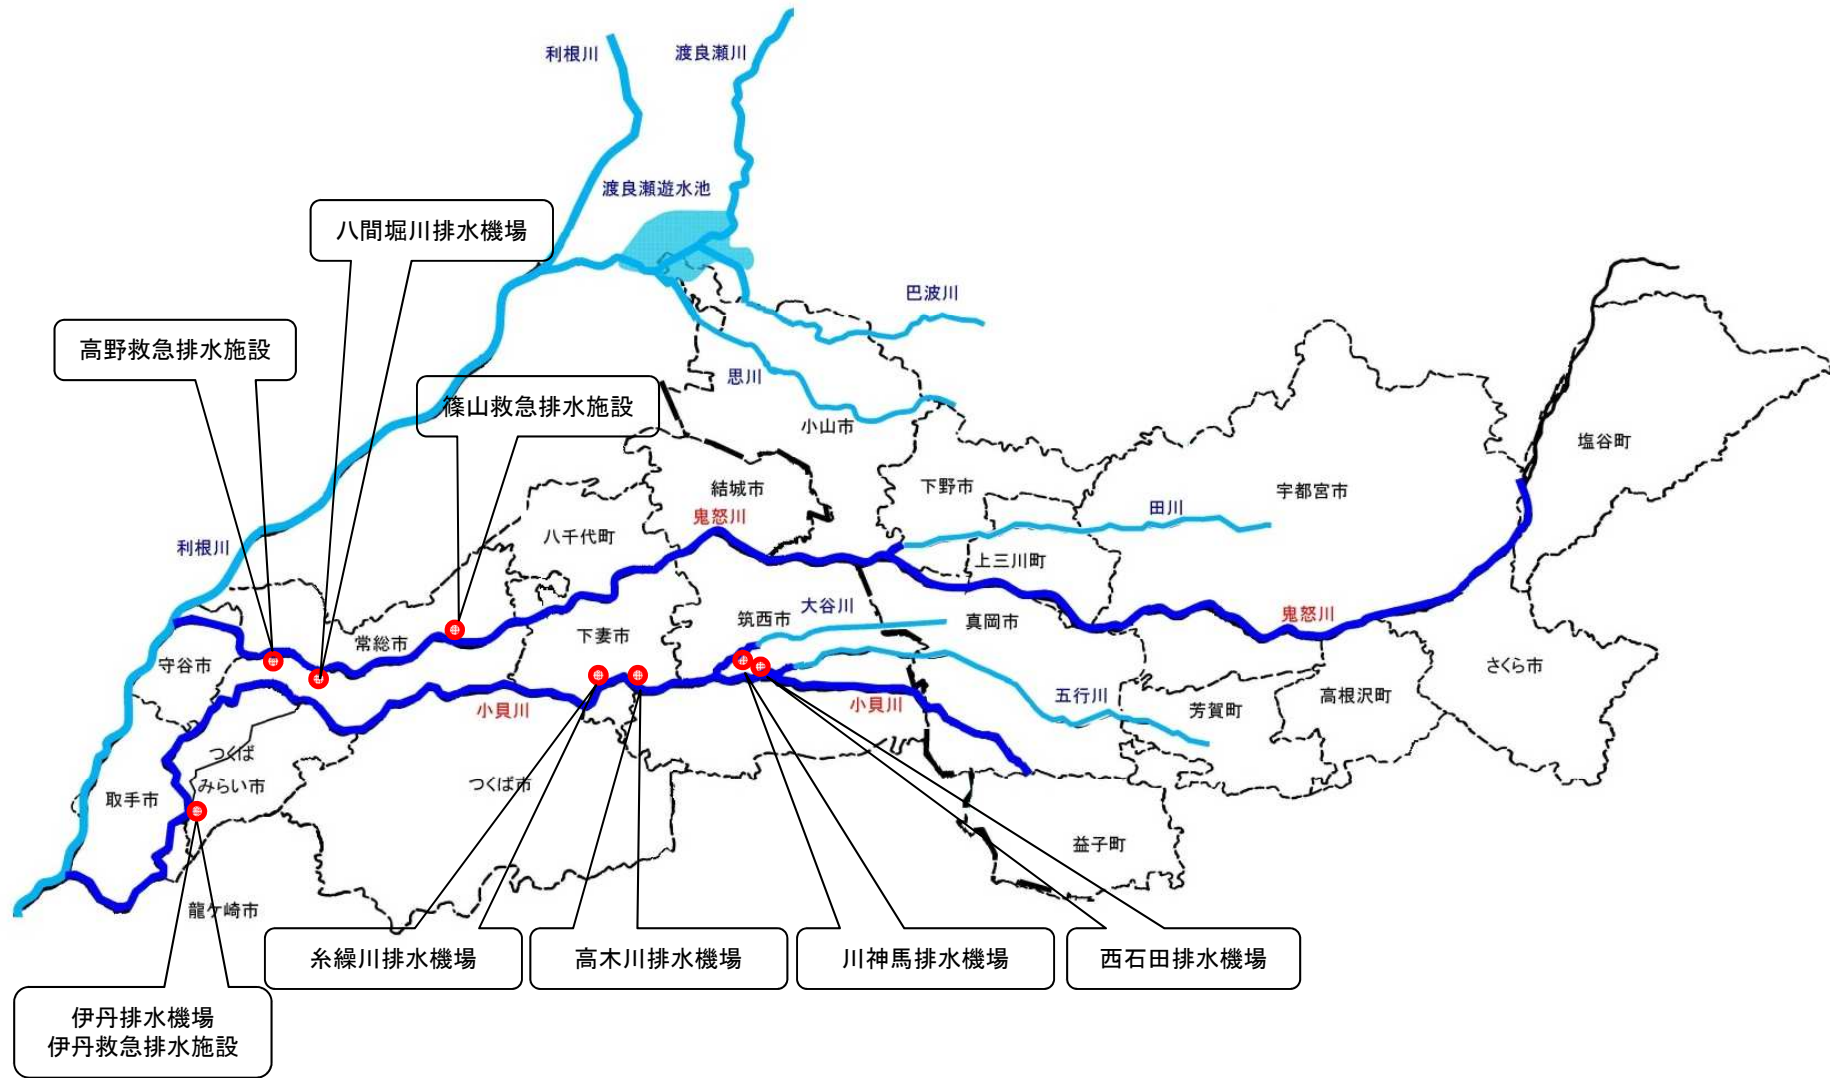 利根川
渡良瀬川
渡良瀬遊水池
八間堀川排水機場
巴波川
高野救急排水施設
思川
篠山救急排水施設
小山市
塩谷町
結城市
下野市
宇都宮市
田川
鬼怒川
八千代町
利根川
上三川町
大谷川
筑西市
真岡市
鬼怒川
下妻市
常総市
守谷市
さくら市
五行川
高根沢町
小貝川
小貝川
芳賀町
つくば
みらい市
つくば市
取手市
益子町
龍ケ崎市
糸繰川排水機場
高木川排水機場
川神馬排水機場
西石田排水機場
伊丹排水機場
伊丹救急排水施設